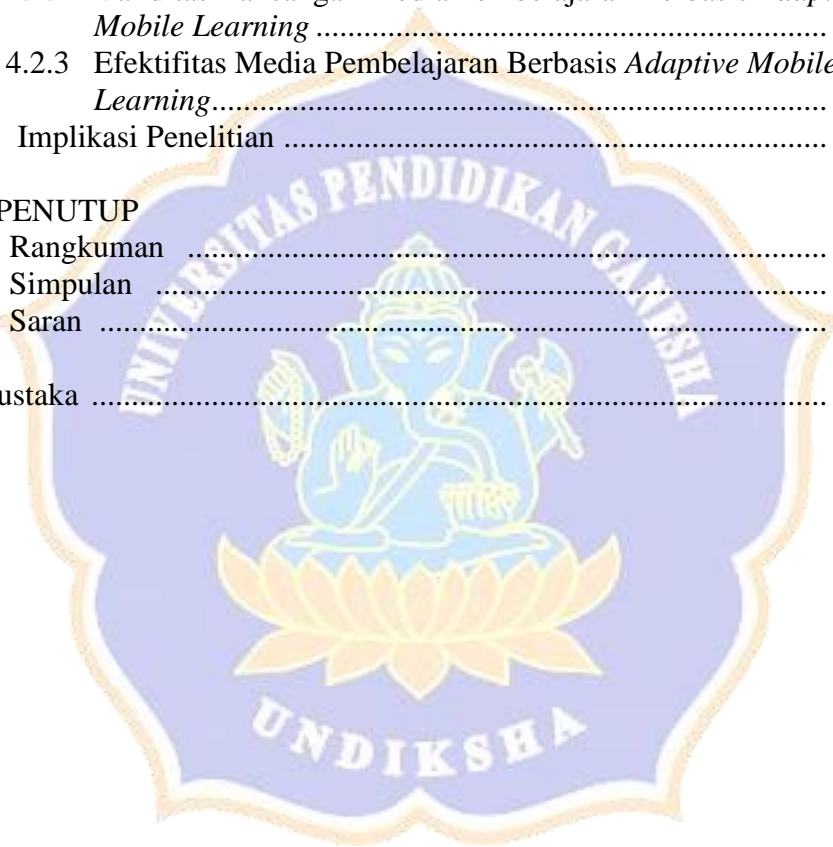 Mobile Learning ..........................................................................
4.2.3 Efektifitas Media Pembelajaran Berbasis Adaptive Mobile
Learning.........................................................................................
Implikasi Penelitian ...............................................................................
PENUTUP
Rangkuman ............................................................................................
Simpulan .................................................................................................
Saran ........................................................................................................
ustaka .........................................................................................................
UNIVERSITAS PENDIDIKAN GANESHA
UNDIKSHA